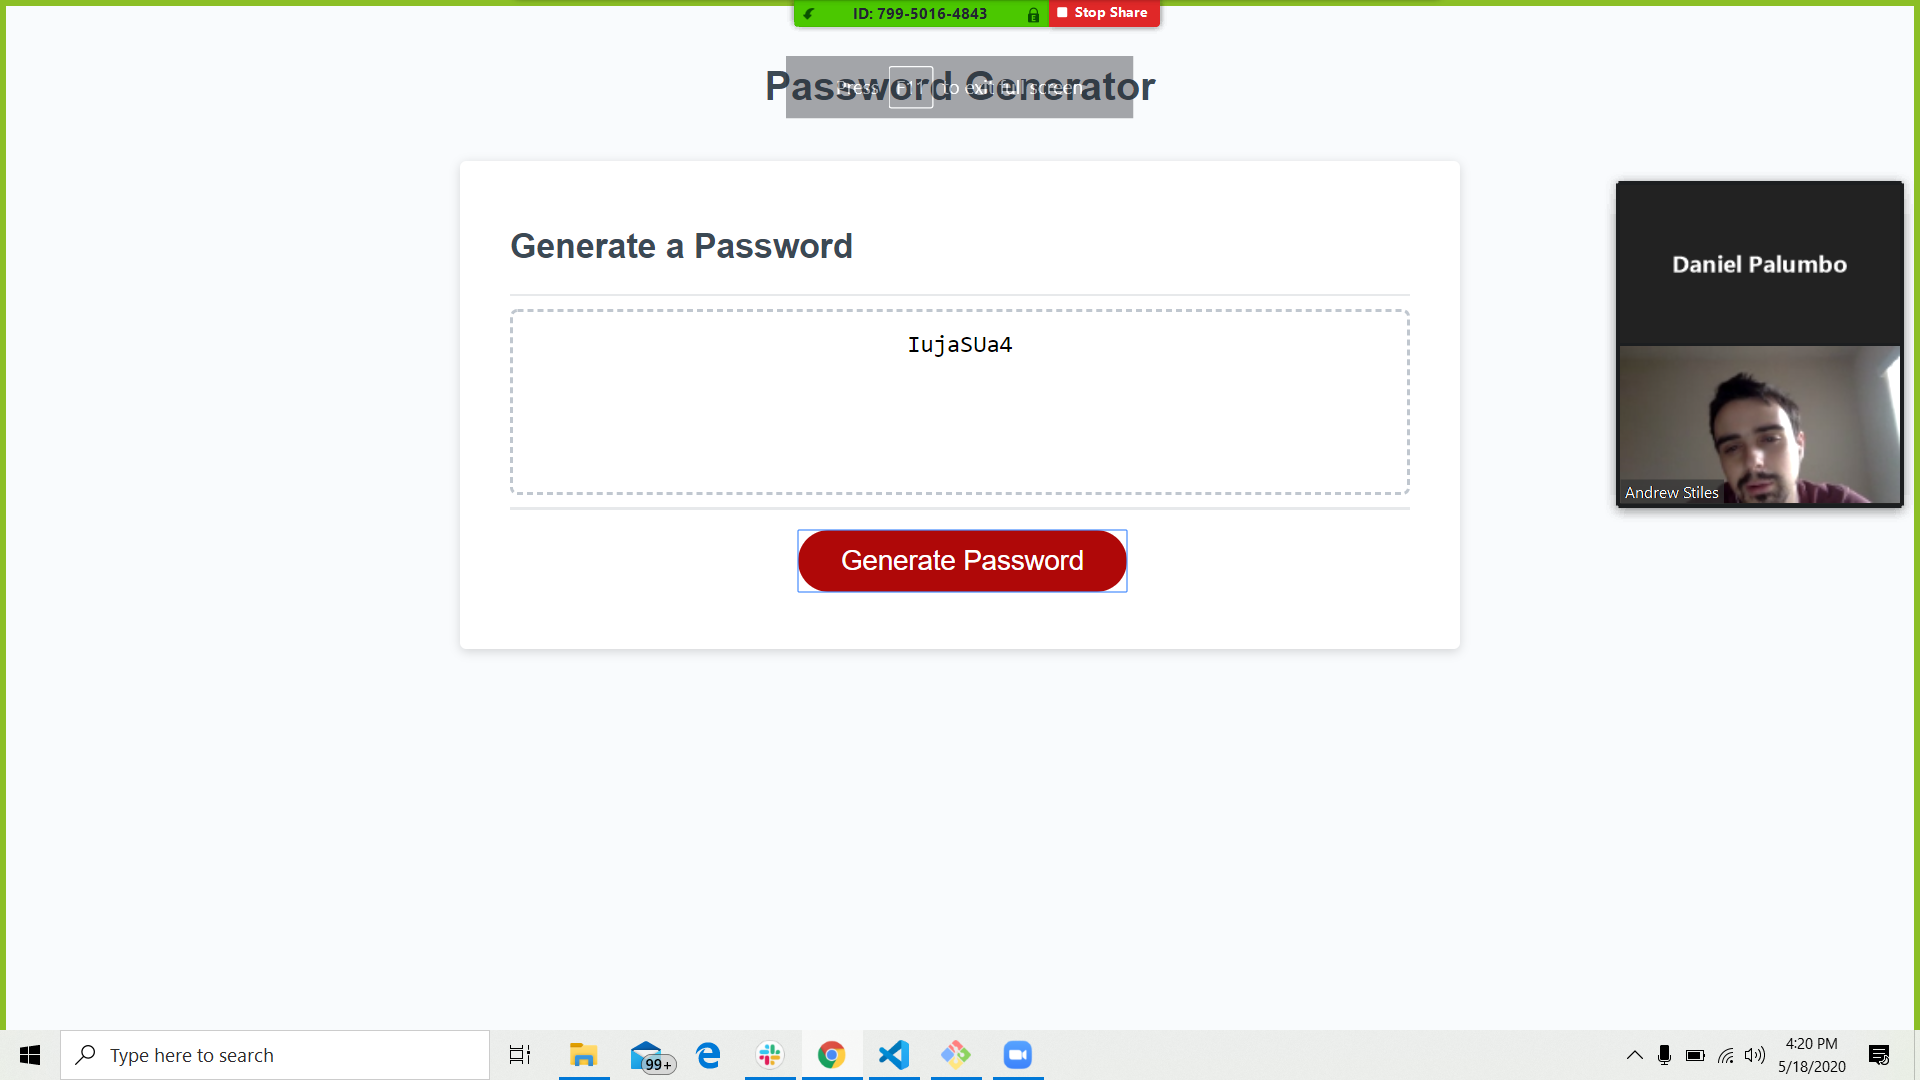 ID: 799-5016-4843
Stop Share
Password Generator
Press F11 to exit full screen
Generate a Password
IujaSUa4
Generate Password
Daniel Palumbo
Andrew Stiles
Type here to search
99+
4:20 PM
5/18/2020